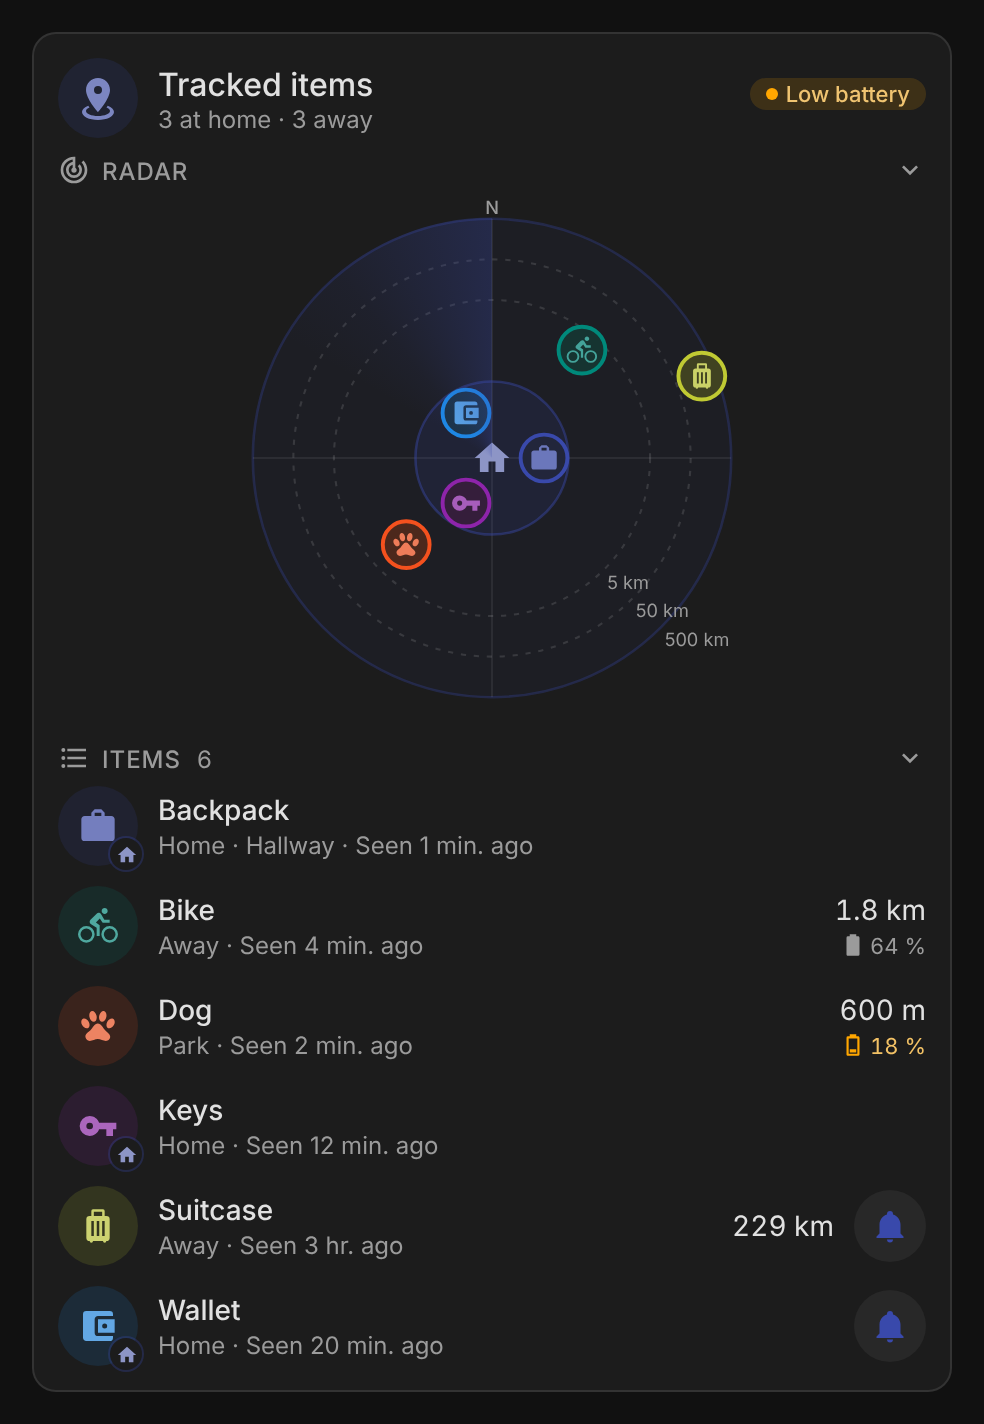 Tracked items
3 at home · 3 away
Low battery
RADAR
N
5 km
50 km
500 km
ITEMS 6
Backpack
Home · Hallway · Seen 1 min. ago
Bike
Away · Seen 4 min. ago
1.8 km
64 %
Dog
Park · Seen 2 min. ago
600 m
18 %
Keys
Home · Seen 12 min. ago
Suitcase
Away · Seen 3 hr. ago
229 km
Wallet
Home · Seen 20 min. ago